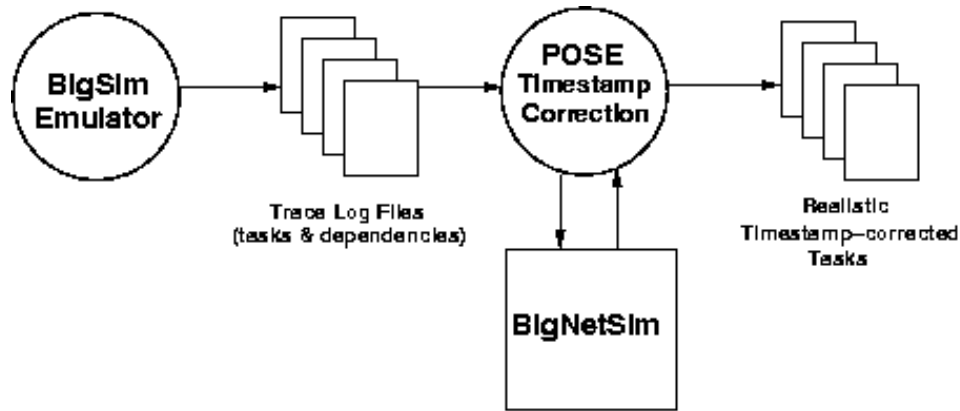 BigSim
Emulator
POSE
Timestamp
Correction
Trace Log Files
(tasks & dependencies)
Realistic
Timestamp-corrected
Tasks
BigNetSim